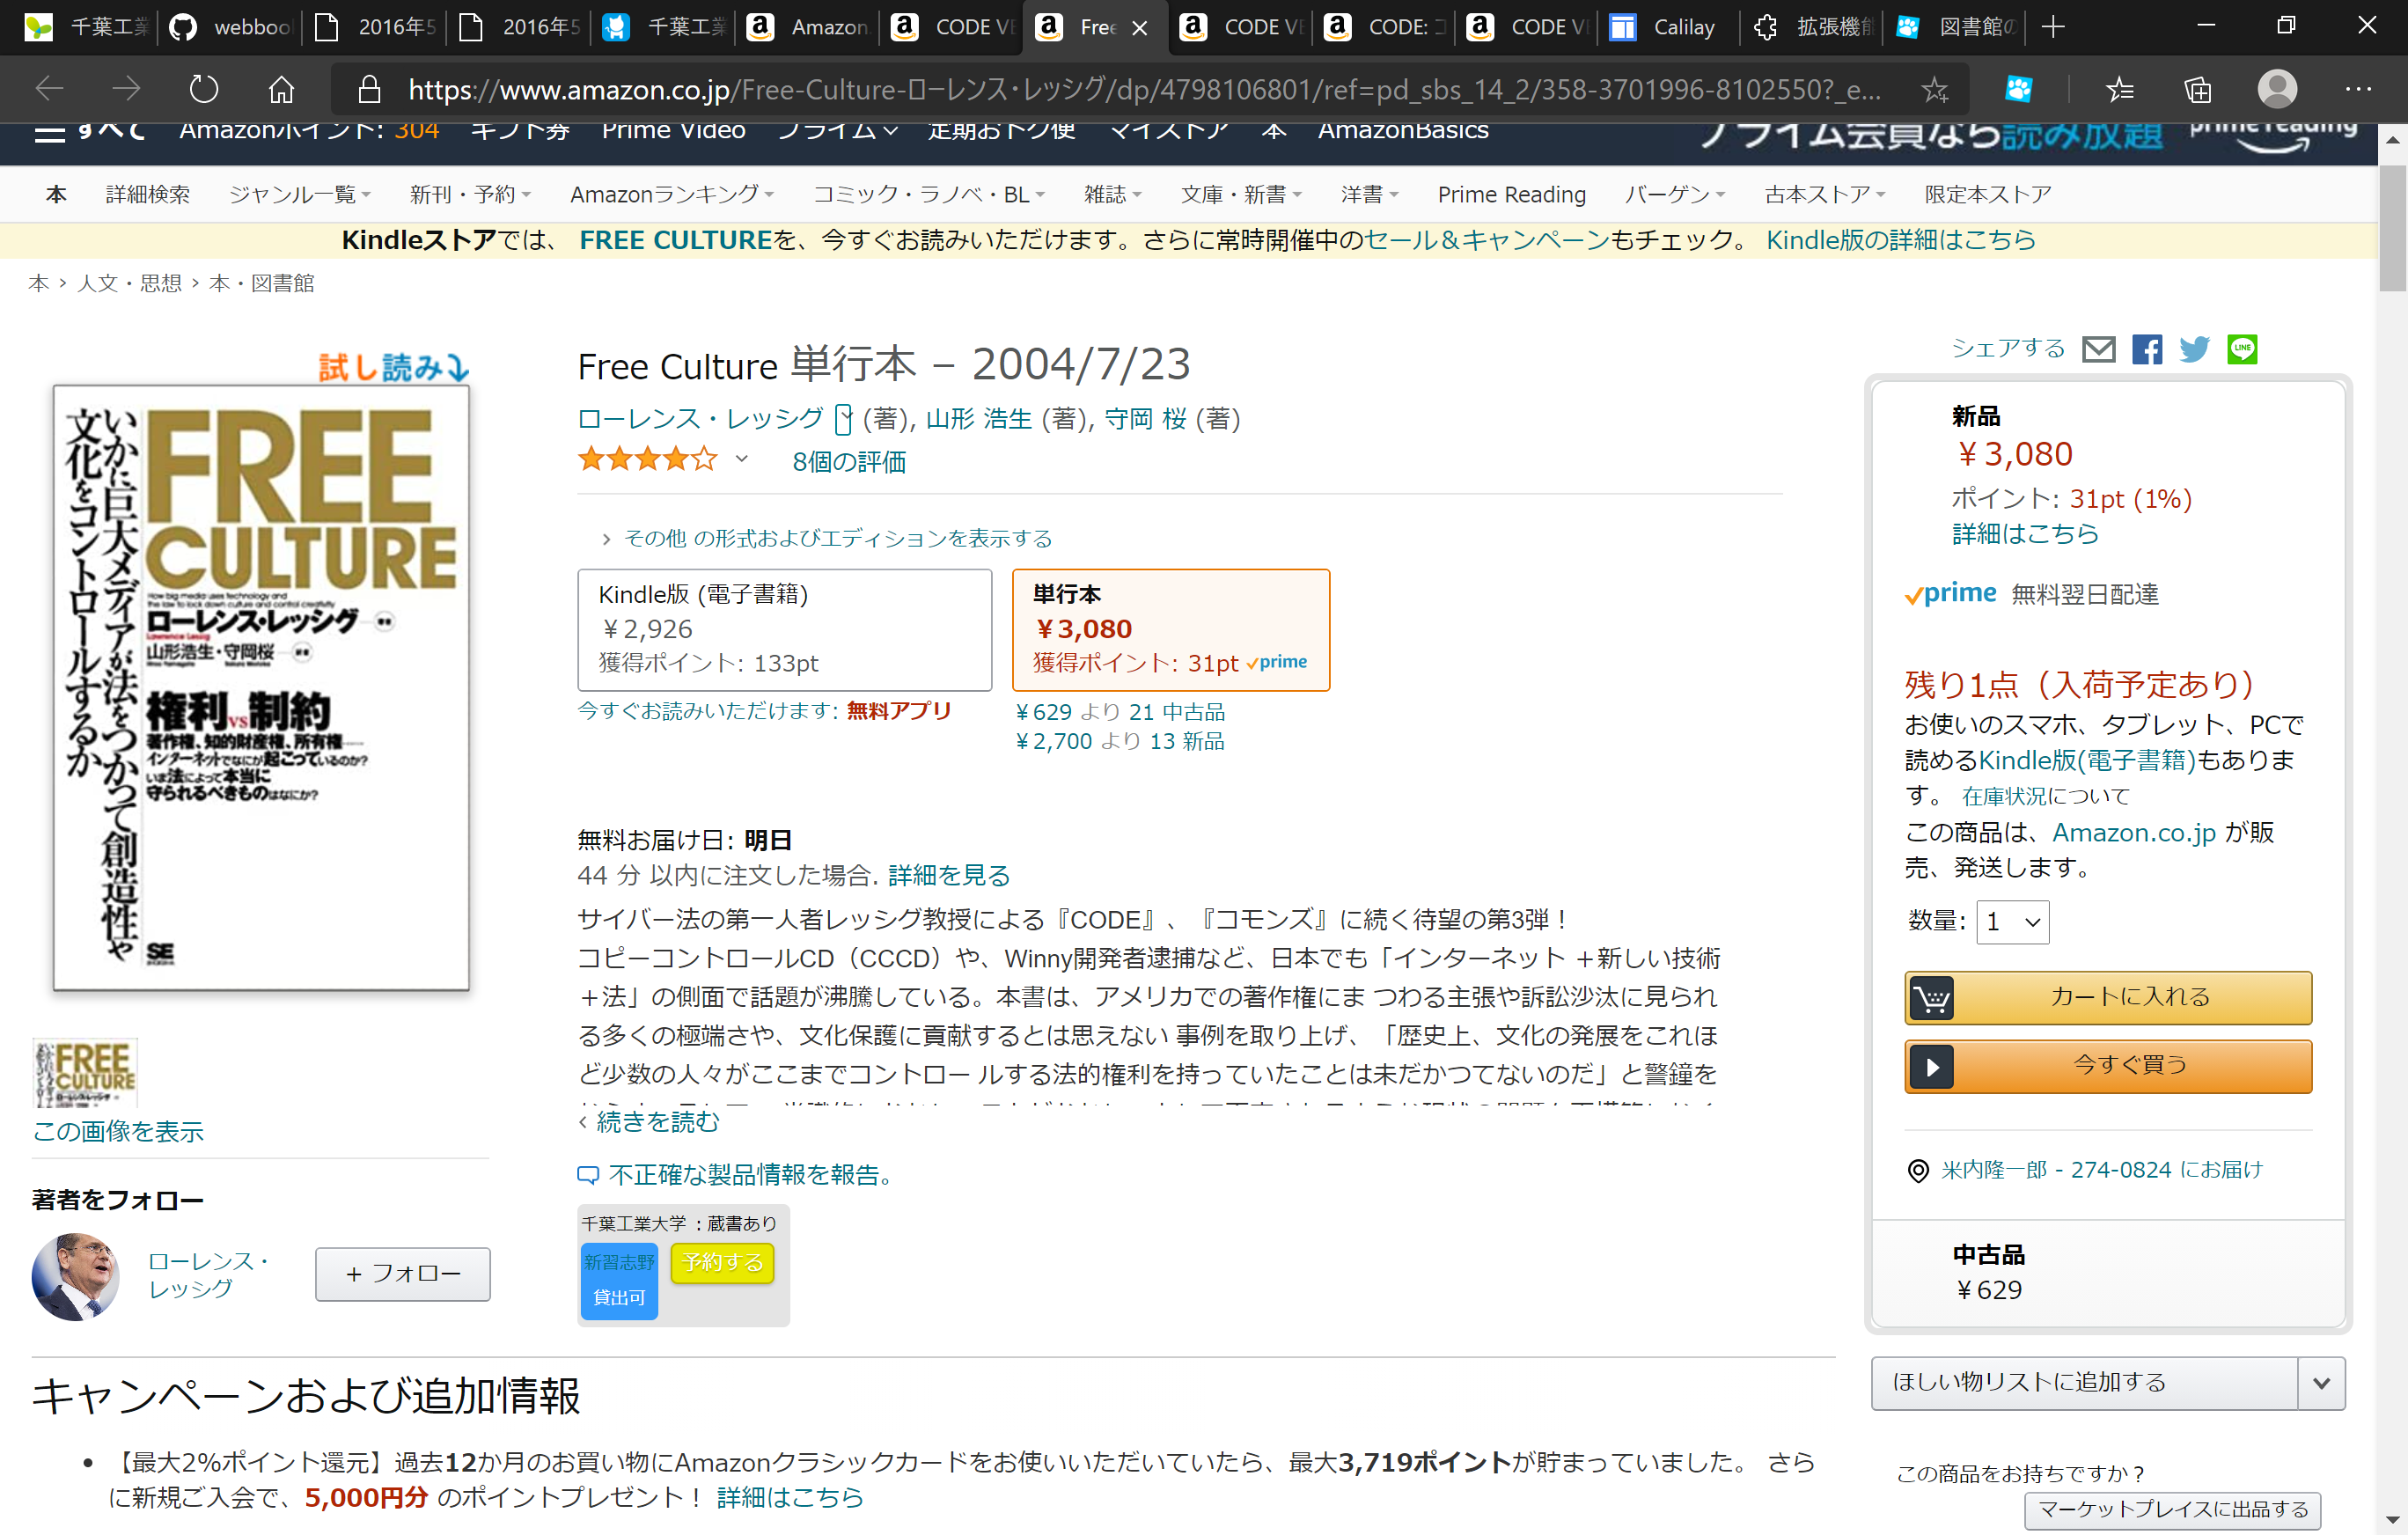 千葉工業
webbool
2016年5
2016年5
千葉工業
Amazon
CODE VE
Free
CODE VE
CODE: コ
CODE VE
Calilay
拡張機能
図書館の
https://www.amazon.co.jp/Free-Culture-ローレンス・レッシグ/dp/4798106801/ref=pd_sbs_14_2/358-3701996-8102550?_e...
すべて Amazonポイント: 304 ギフト券 Prime Video プライム 定期おトク便 マイストア 本 AmazonBasics プライム会員なら読み放題 prime reading
本 詳細検索 ジャンル一覧 新刊・予約 Amazonランキング コミック・ラノベ・BL 雑誌 文庫・新書 洋書 Prime Reading バーゲン 古本ストア 限定本ストア
Kindleストアでは、 FREE CULTUREを、今すぐお読みいただけます。さらに常時開催中のセール＆キャンペーンもチェック。 Kindle版の詳細はこちら
本 › 人文・思想 › 本・図書館
試し読み
FREE
CULTURE
いかに巨大メディアが法をつかって創造性や
文化をコントロールするか
How big media uses technology and
the law to lock down culture and control creativity
ローレンス・レッシグ
Lawrence Lessig
山形浩生・守岡桜
権利vs制約
著作権、知的財産権、所有権……
インターネットでなにが起こっているのか?
いま法によって本当に
守られるべきものはなにか?
SE
FREE
CULTURE
この画像を表示
著者をフォロー
ローレンス・
レッシグ
+ フォロー
Free Culture 単行本 – 2004/7/23
ローレンス・レッシグ (著), 山形 浩生 (著), 守岡 桜 (著)
8個の評価
› その他 の形式およびエディションを表示する
Kindle版 (電子書籍)
￥2,926
獲得ポイント: 133pt
今すぐお読みいただけます: 無料アプリ
単行本
￥3,080
獲得ポイント: 31pt prime
￥629 より 21 中古品
￥2,700 より 13 新品
無料お届け日: 明日
44 分 以内に注文した場合. 詳細を見る
サイバー法の第一人者レッシグ教授による『CODE』、『コモンズ』に続く待望の第3弾！
コピーコントロールCD（CCCD）や、Winny開発者逮捕など、日本でも「インターネット ＋新しい技術
＋法」の側面で話題が沸騰している。本書は、アメリカでの著作権にま つわる主張や訴訟沙汰に見られ
る多くの極端さや、文化保護に貢献するとは思えない 事例を取り上げ、「歴史上、文化の発展をこれほ
ど少数の人々がここまでコントロー ルする法的権利を持っていたことは未だかつてないのだ」と警鐘を
‹ 続きを読む
不正確な製品情報を報告。
千葉工業大学 : 蔵書あり
新習志野
貸出可
予約する
シェアする
LINE
新品
￥3,080
ポイント: 31pt (1%)
詳細はこちら
prime 無料翌日配達
残り1点（入荷予定あり）
お使いのスマホ、タブレット、PCで
読めるKindle版(電子書籍)もありま
す。 在庫状況について
この商品は、Amazon.co.jp が販
売、発送します。
数量: 1
カートに入れる
今すぐ買う
米内隆一郎 - 274-0824 にお届け
中古品
￥629
ほしい物リストに追加する
この商品をお持ちですか？
マーケットプレイスに出品する
キャンペーンおよび追加情報
• 【最大2%ポイント還元】過去12か月のお買い物にAmazonクラシックカードをお使いいただいていたら、最大3,719ポイントが貯まっていました。 さら
に新規ご入会で、5,000円分 のポイントプレゼント！ 詳細はこちら